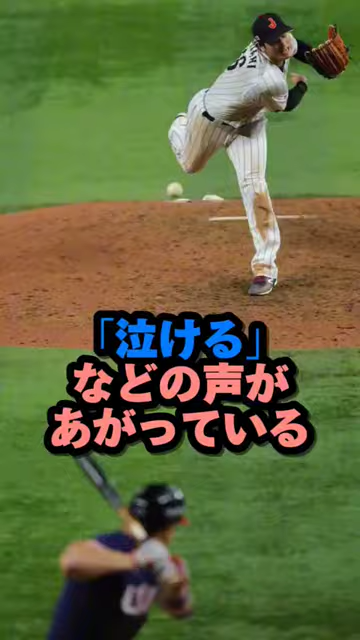 「泣ける」
などの声が
あがっている